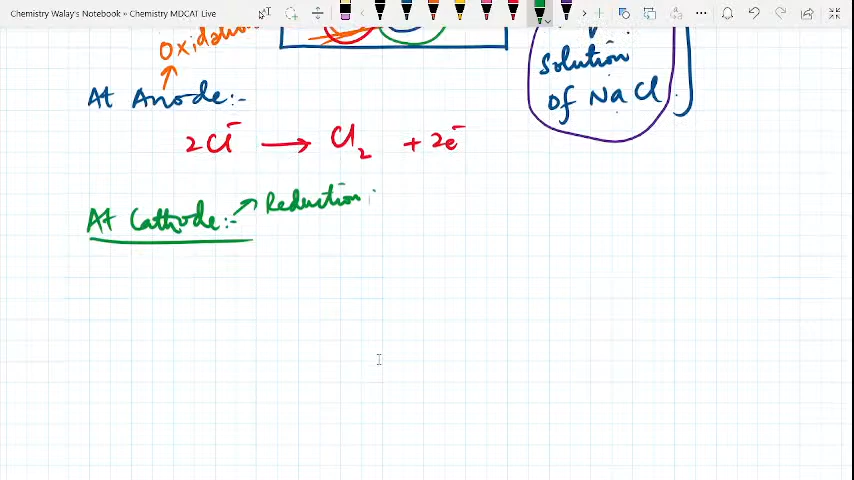 Chemistry Walay's Notebook » Chemistry MDCAT Live
Oxidation
solution
of NaCl
At Anode:-
2Cl⁻ → Cl₂ + 2e⁻
At Cathode:- → Reduction